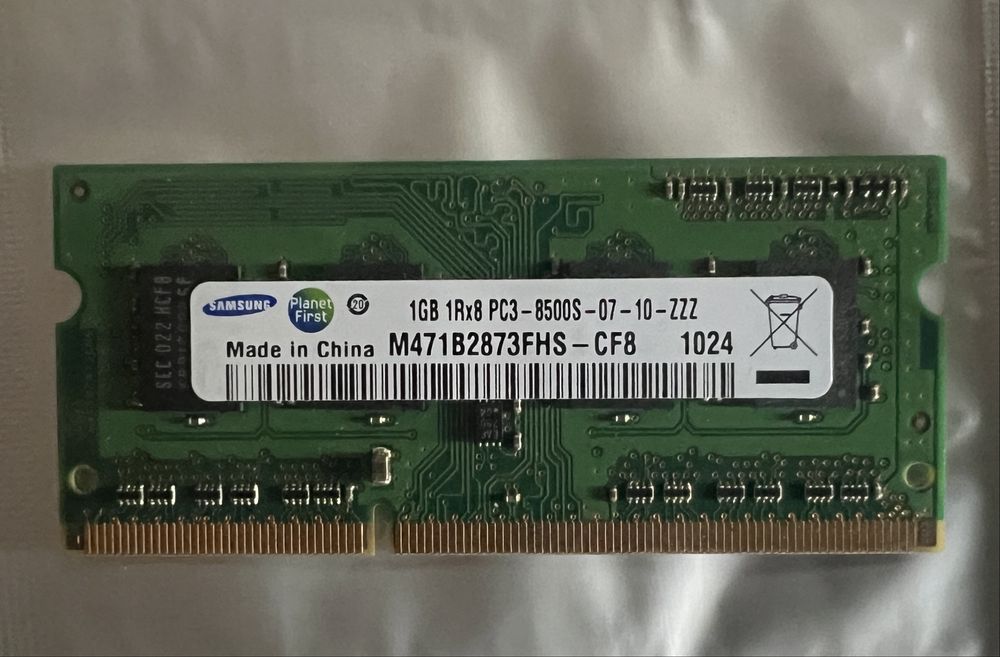 SAMSUNG Planet First 20 1GB 1Rx8 PC3-8500S-07-10-ZZZ
Made in China M471B2873FHS-CF8 1024
SEC 022 HCF8